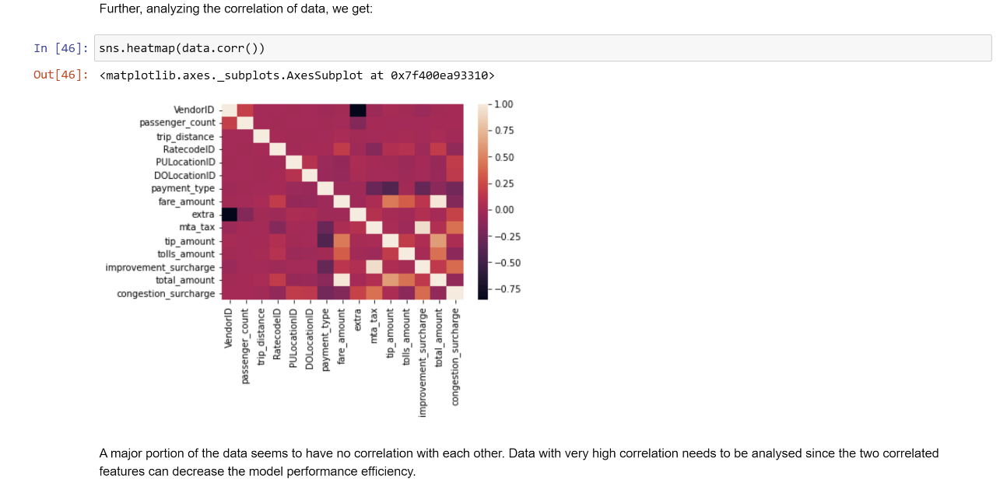 Further, analyzing the correlation of data, we get:
In [46]: sns.heatmap(data.corr())
Out[46]: <matplotlib.axes._subplots.AxesSubplot at 0x7f400ea93310>
VendorID
passenger_count
trip_distance
RatecodeID
PULocationID
DOLocationID
payment_type
fare_amount
extra
mta_tax
tip_amount
tolls_amount
improvement_surcharge
total_amount
congestion_surcharge
1.00
0.75
0.50
0.25
0.00
−0.25
−0.50
−0.75
VendorID
passenger_count
trip_distance
RatecodeID
PULocationID
DOLocationID
payment_type
fare_amount
extra
mta_tax
tip_amount
tolls_amount
improvement_surcharge
total_amount
congestion_surcharge
A major portion of the data seems to have no correlation with each other. Data with very high correlation needs to be analysed since the two correlated
features can decrease the model performance efficiency.